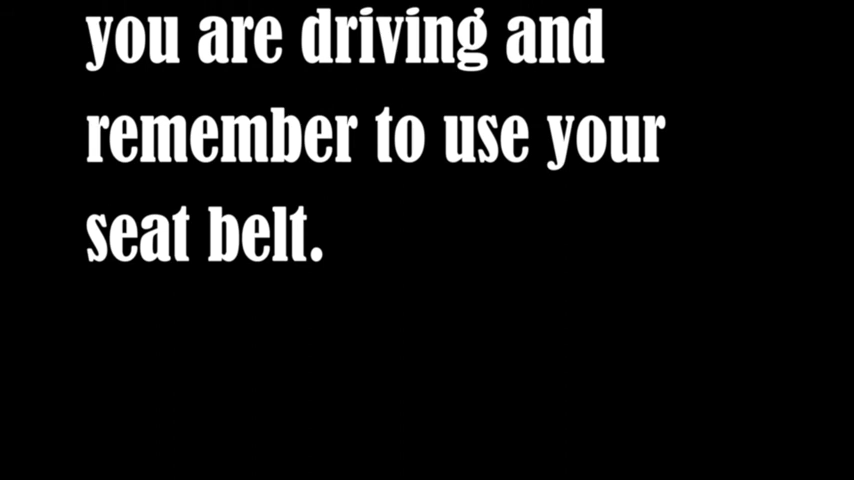 you are driving and
remember to use your
seat belt.